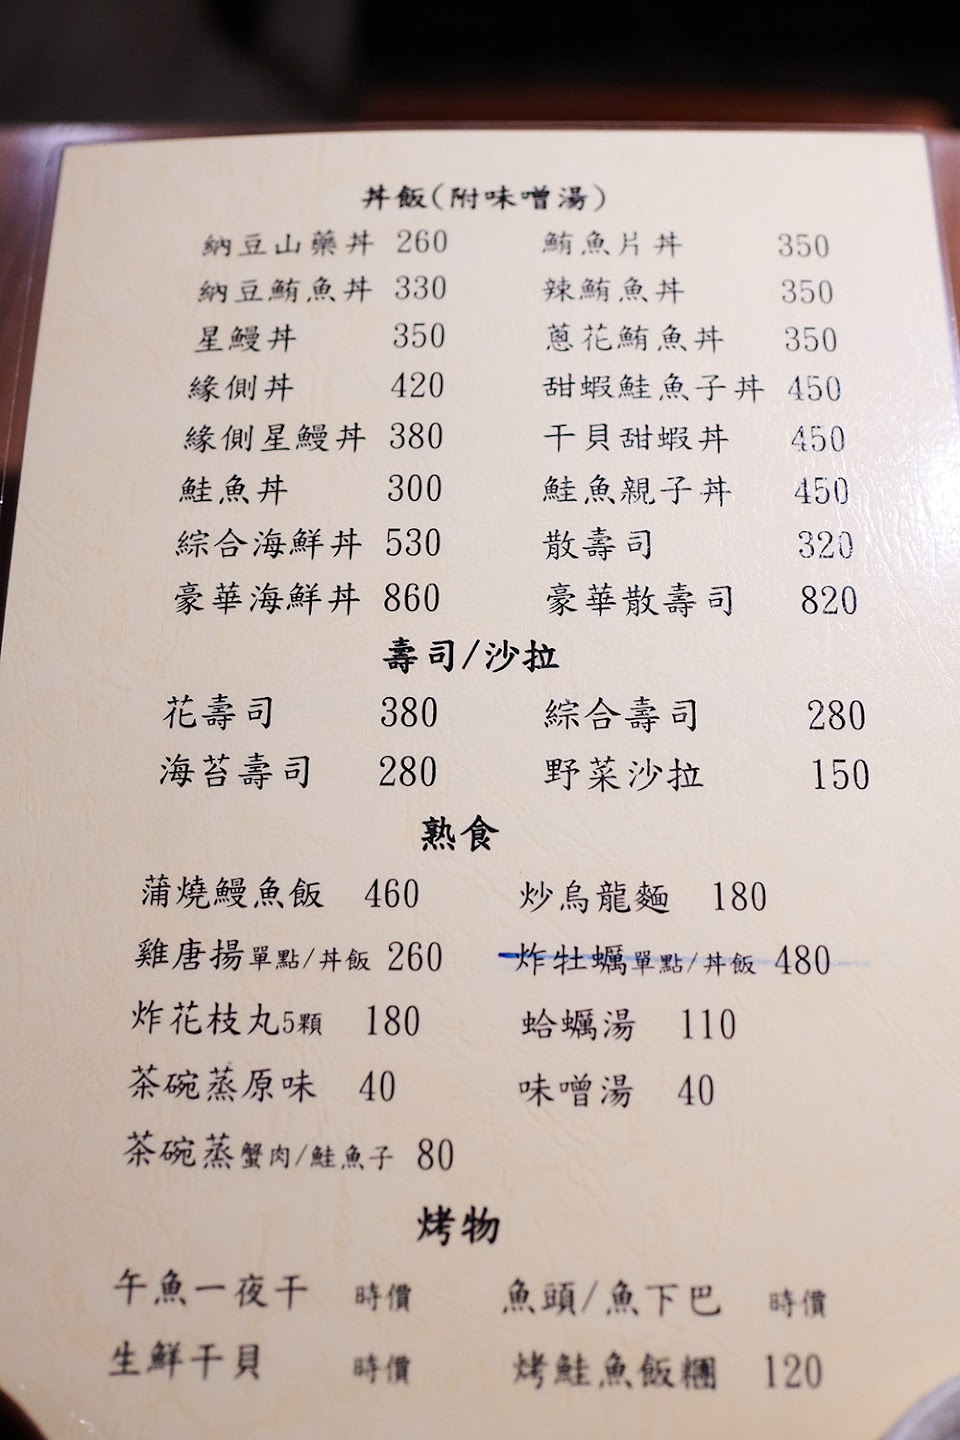 丼飯(附味噌湯)
納豆山藥丼 260 鮪魚片丼 350
納豆鮪魚丼 330 辣鮪魚丼 350
星鰻丼 350 蔥花鮪魚丼 350
緣側丼 420 甜蝦鮭魚子丼 450
緣側星鰻丼 380 干貝甜蝦丼 450
鮭魚丼 300 鮭魚親子丼 450
綜合海鮮丼 530 散壽司 320
豪華海鮮丼 860 豪華散壽司 820
壽司/沙拉
花壽司 380 綜合壽司 280
海苔壽司 280 野菜沙拉 150
熟食
蒲燒鰻魚飯 460 炒烏龍麵 180
雞唐揚單點/丼飯 260 炸牡蠣單點/丼飯 480
炸花枝丸5顆 180 蛤蠣湯 110
茶碗蒸原味 40 味噌湯 40
茶碗蒸蟹肉/鮭魚子 80
烤物
午魚一夜干 時價 魚頭/魚下巴 時價
生鮮干貝 時價 烤鮭魚飯糰 120